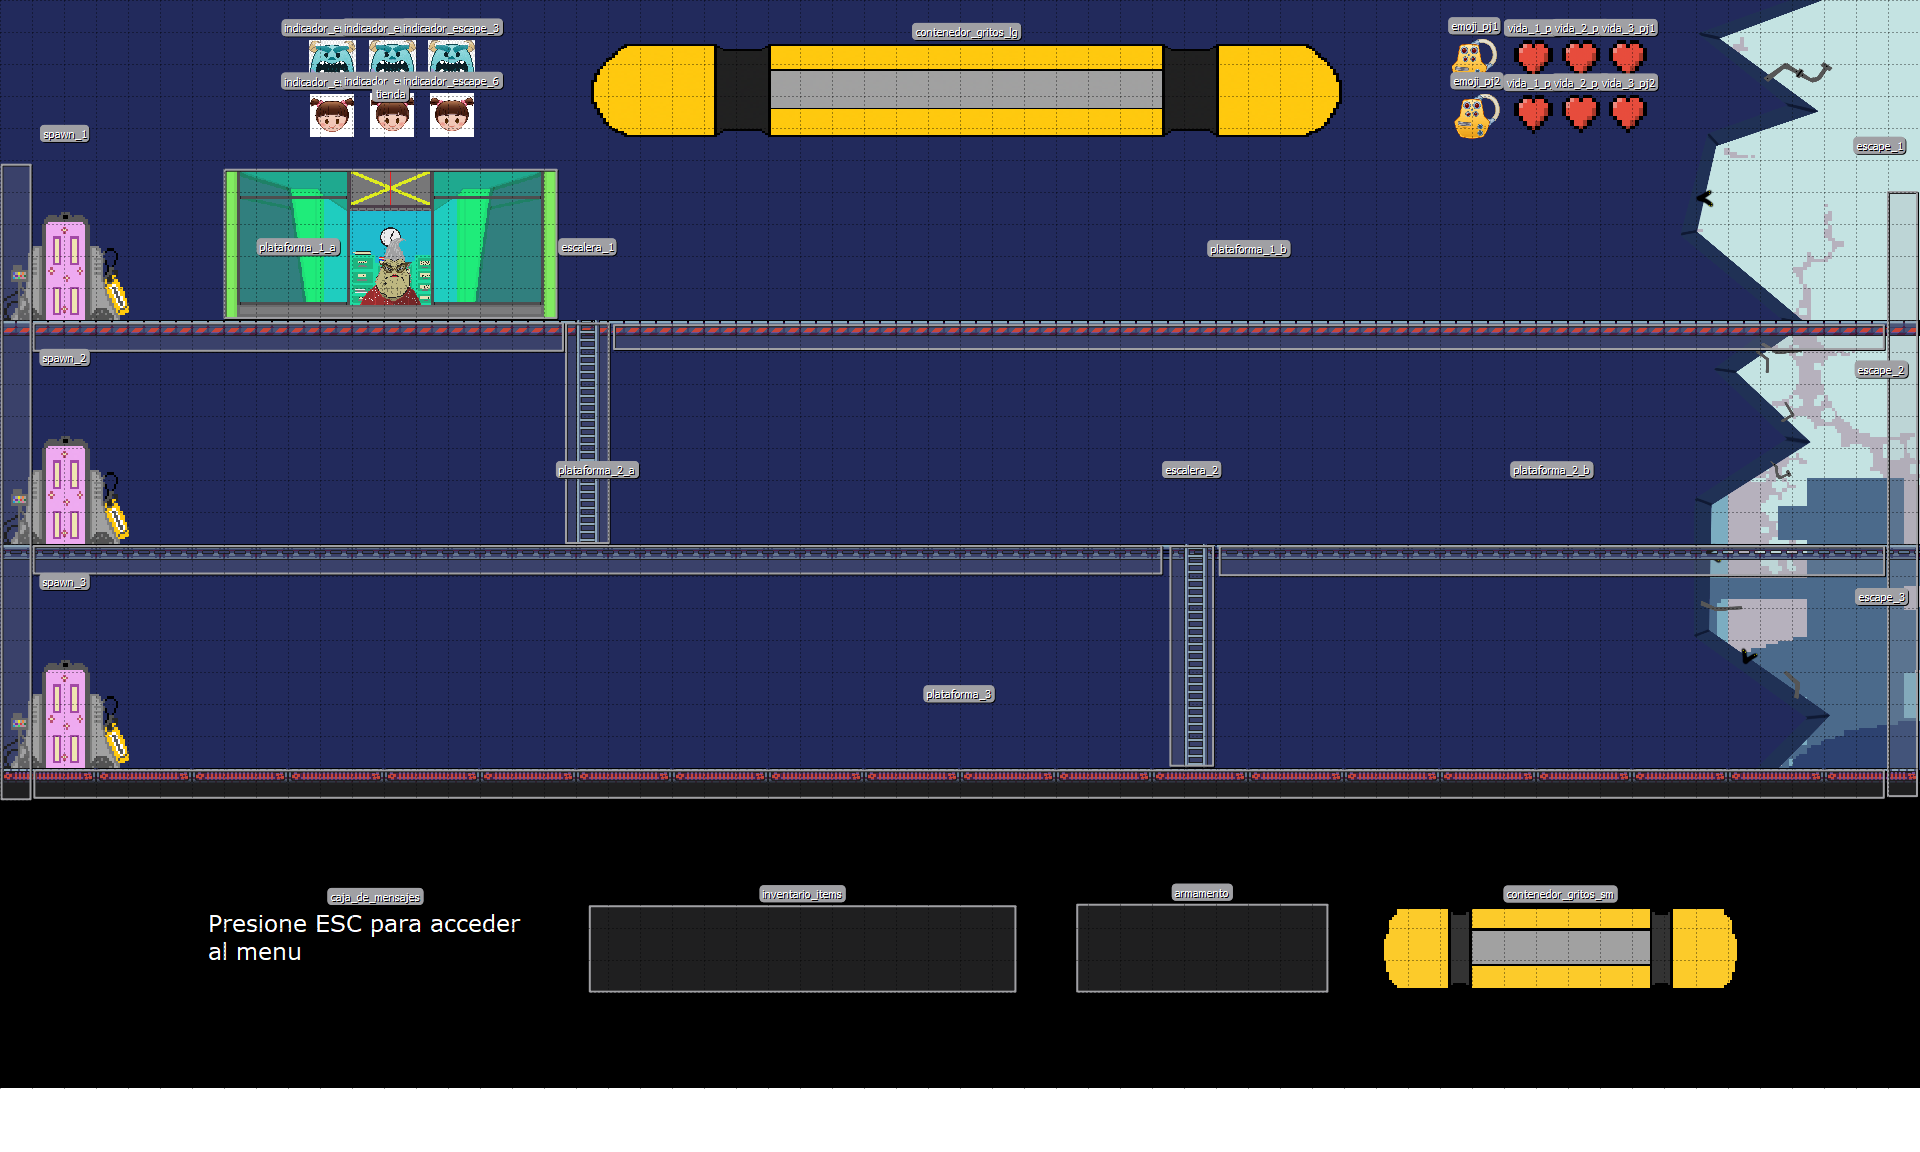 indicador_e indicador_e indicador_escape_3
indicador_e indicador_e indicador_escape_6
tienda
contenedor_gritos_lg
emoji_pj1 vida_1_p vida_2_p vida_3_pj1
emoji_pj2 vida_1_p vida_2_p vida_3_pj2
spawn_1
escape_1
plataforma_1_a
escalera_1
plataforma_1_b
spawn_2
escape_2
plataforma_2_a
escalera_2
plataforma_2_b
spawn_3
escape_3
plataforma_3
caja_de_mensajes
Presione ESC para acceder
al menu
inventario_items
armamento
contenedor_gritos_sm